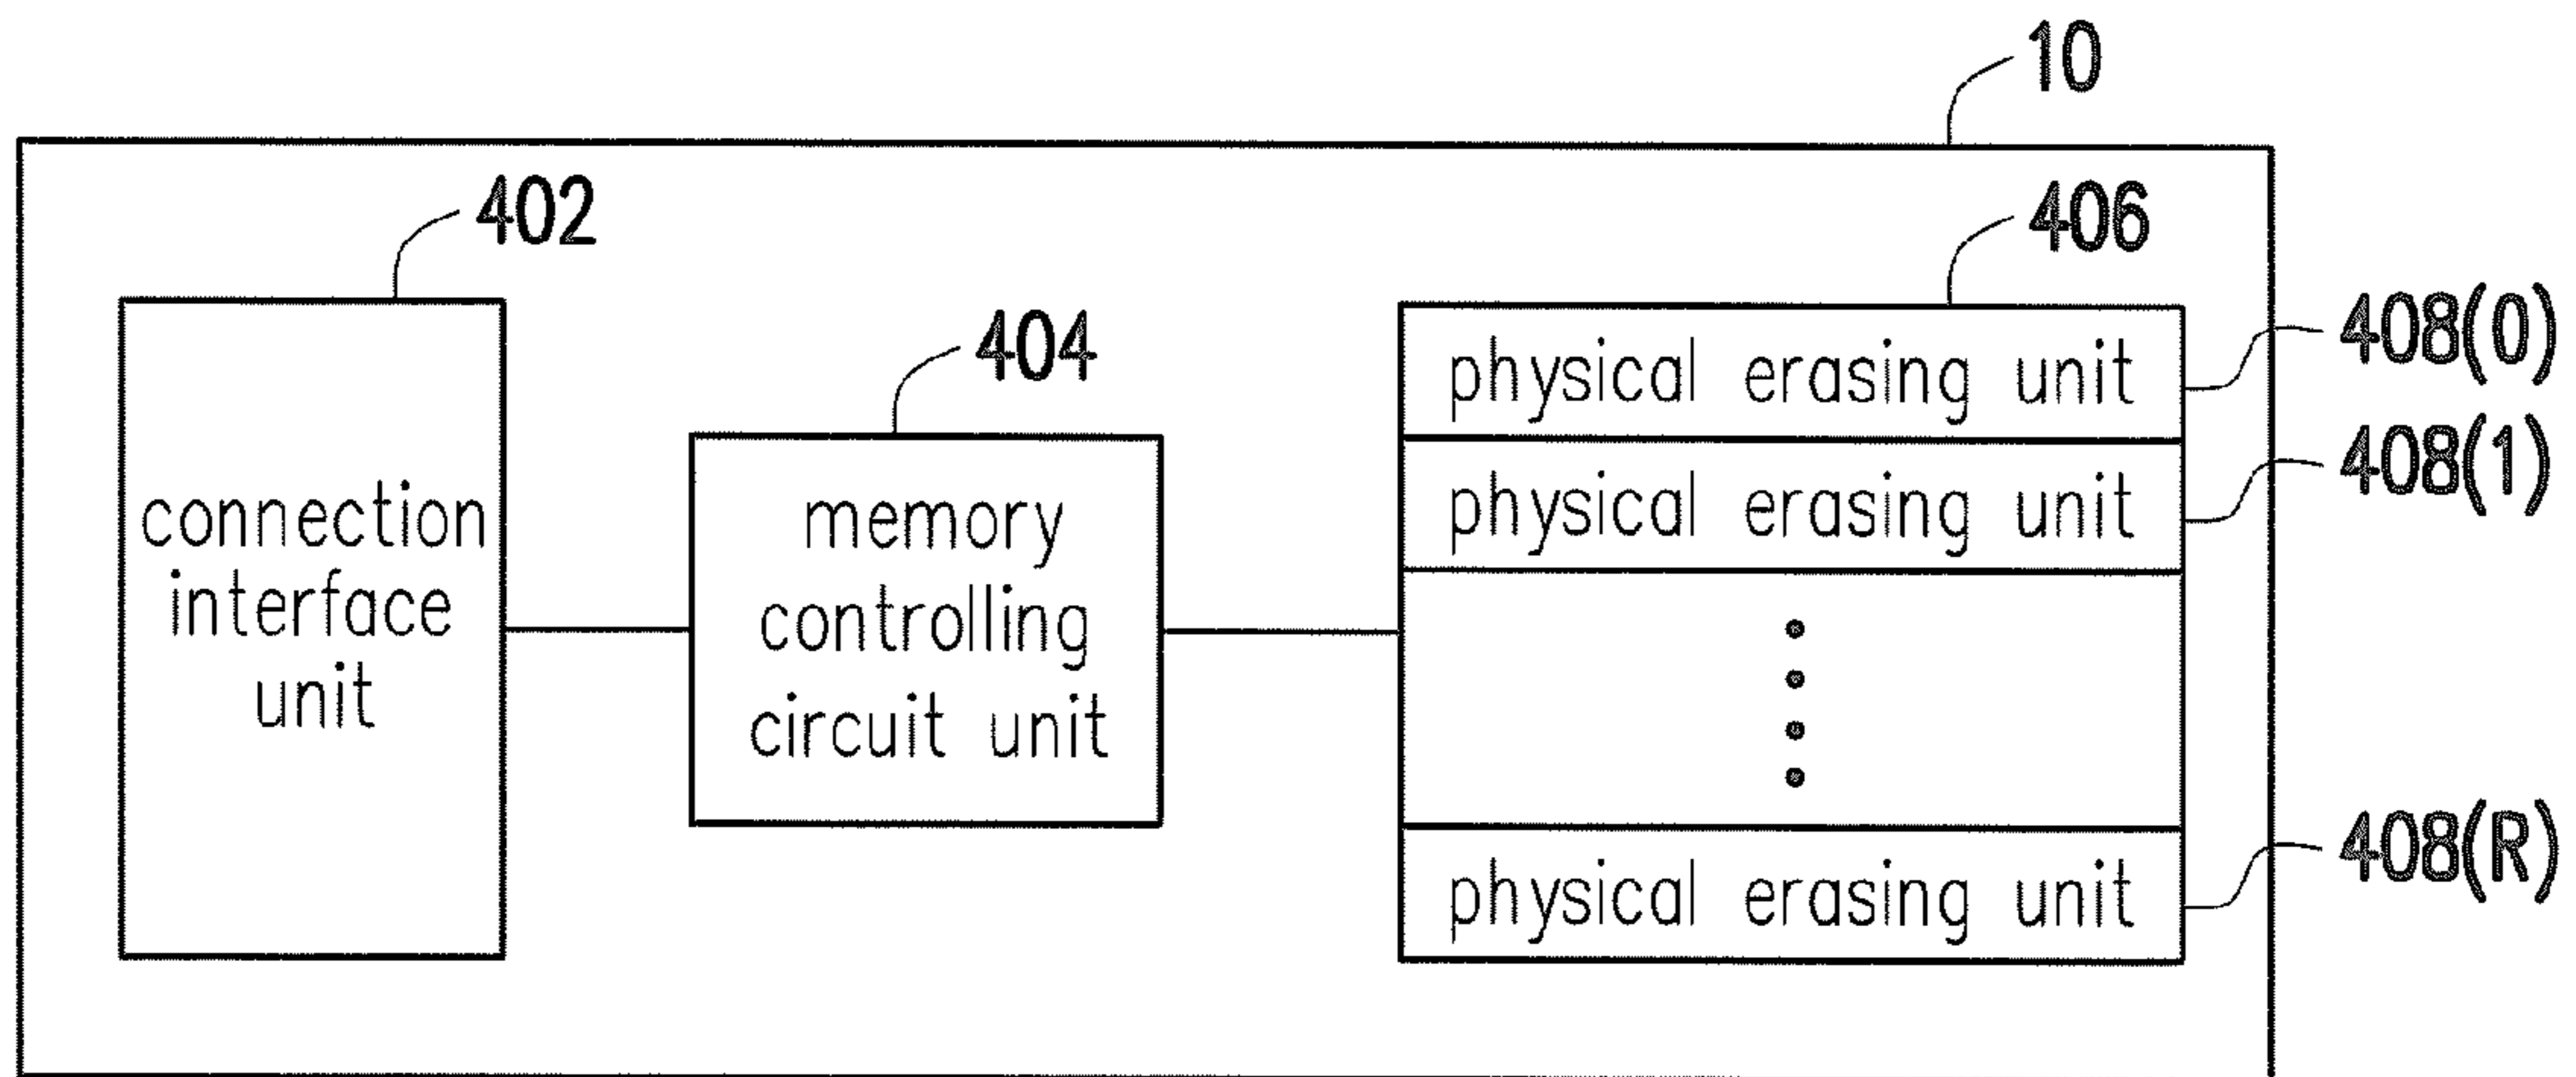 10
402
406
404
408(0)
physical erasing unit
408(1)
physical erasing unit
connection
interface
unit
memory
controlling
circuit unit
408(R)
physical erasing unit